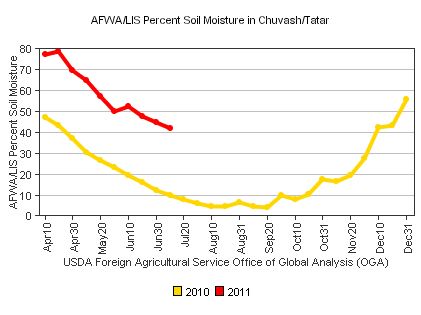 AFWA/LIS Percent Soil Moisture in Chuvash/Tatar
AFWA/LIS Percent Soil Moisture
80
70
60
50
40
30
20
10
0
Apr10
Apr30
May20
Jun10
Jun30
Jul20
Aug10
Aug31
Sep20
Oct10
Oct31
Nov20
Dec10
Dec31
USDA Foreign Agricultural Service Office of Global Analysis (OGA)
2010 2011